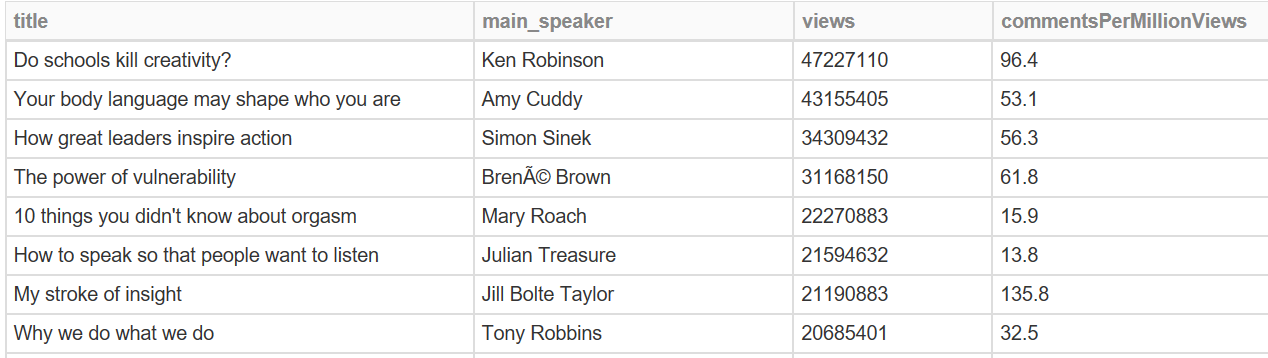 title main_speaker views commentsPerMillionViews
Do schools kill creativity? Ken Robinson 47227110 96.4
Your body language may shape who you are Amy Cuddy 43155405 53.1
How great leaders inspire action Simon Sinek 34309432 56.3
The power of vulnerability BrenÃ© Brown 31168150 61.8
10 things you didn't know about orgasm Mary Roach 22270883 15.9
How to speak so that people want to listen Julian Treasure 21594632 13.8
My stroke of insight Jill Bolte Taylor 21190883 135.8
Why we do what we do Tony Robbins 20685401 32.5